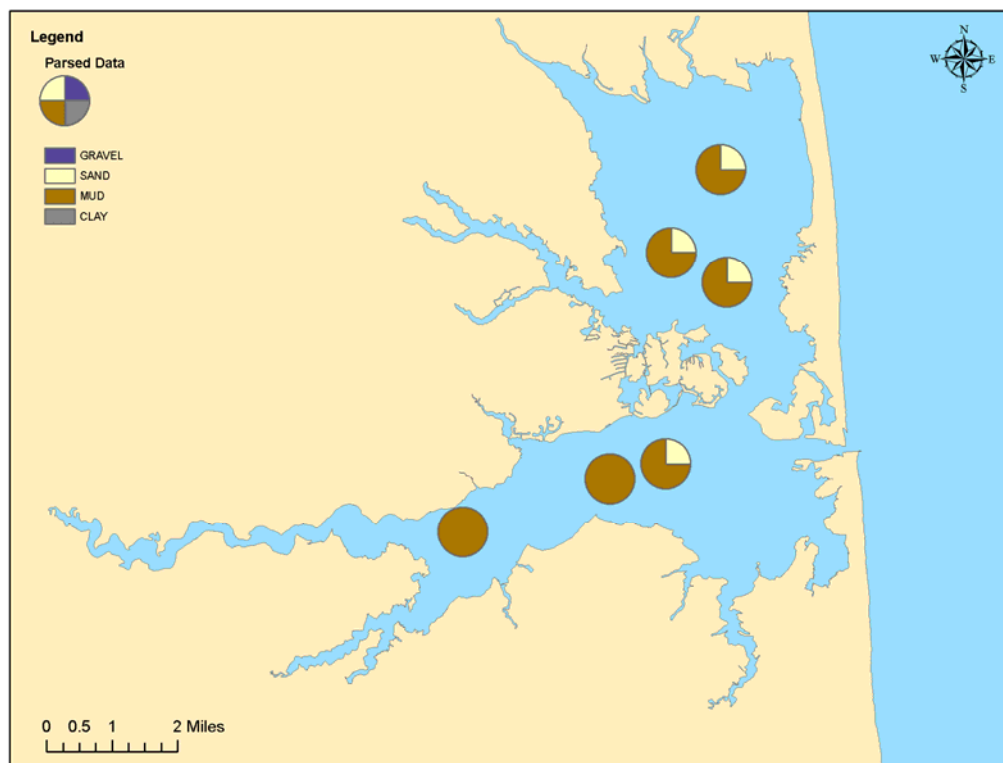 Legend
Parsed Data
GRAVEL
SAND
MUD
CLAY
N
W E
S
0 0.5 1 2 Miles